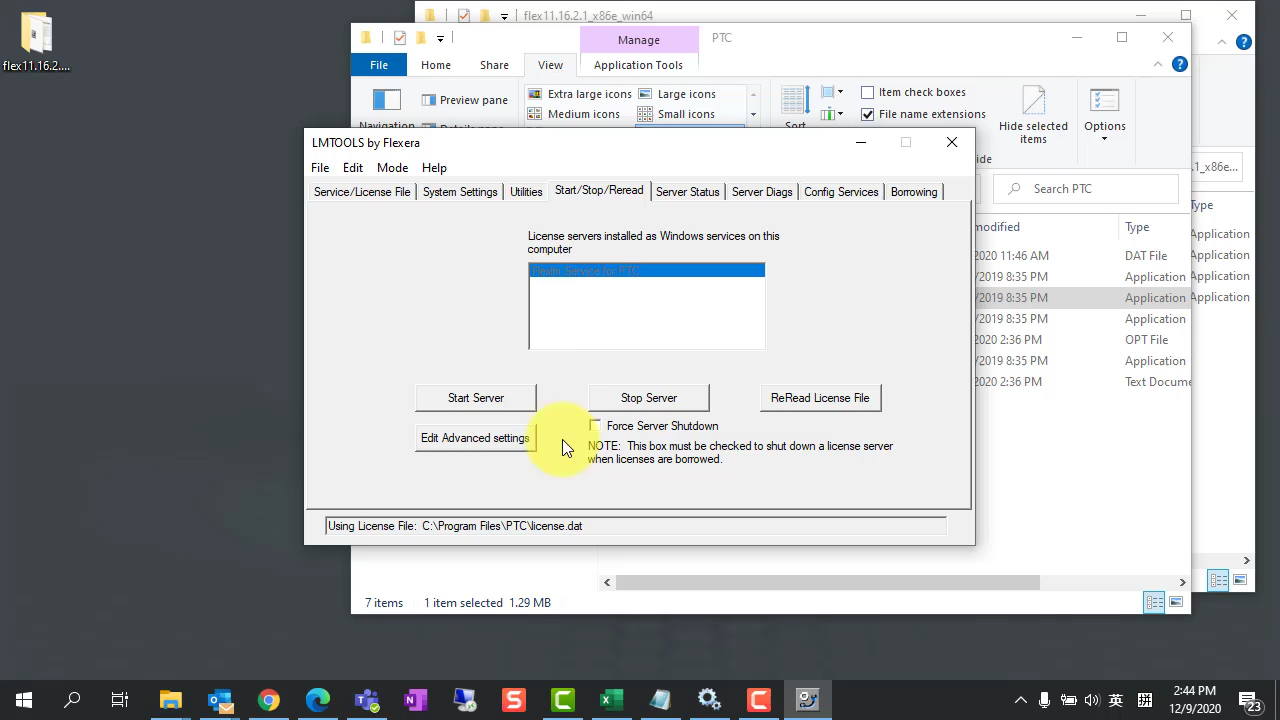 flex11.16.2....
flex11.16.2.1_x86e_win64
Manage
PTC
File
Home
Share
View
Application Tools
Preview pane
Extra large icons
Large icons
Medium icons
Small icons
Item check boxes
File name extensions
Sort
Hide selected
items
Options
LMTOOLS by Flexera
File
Edit
Mode
Help
Service/License File
System Settings
Utilities
Start/Stop/Reread
Server Status
Server Diags
Config Services
Borrowing
License servers installed as Windows services on this
computer
Flexlm Service for PTC
Start Server
Stop Server
ReRead License File
Edit Advanced settings
Force Server Shutdown
NOTE: This box must be checked to shut down a license server
when licenses are borrowed.
Using License File: C:\Program Files\PTC\license.dat
.1_x86e...
Search PTC
modified
Type
Type
2020 11:46 AM
DAT File
/2019 8:35 PM
Application
/2019 8:35 PM
Application
/2019 8:35 PM
Application
2020 2:36 PM
OPT File
/2019 8:35 PM
Application
2020 2:36 PM
Text Docume
Application
Application
Application
Application
7 items
1 item selected 1.29 MB
英
拼
2:44 PM
12/9/2020
23